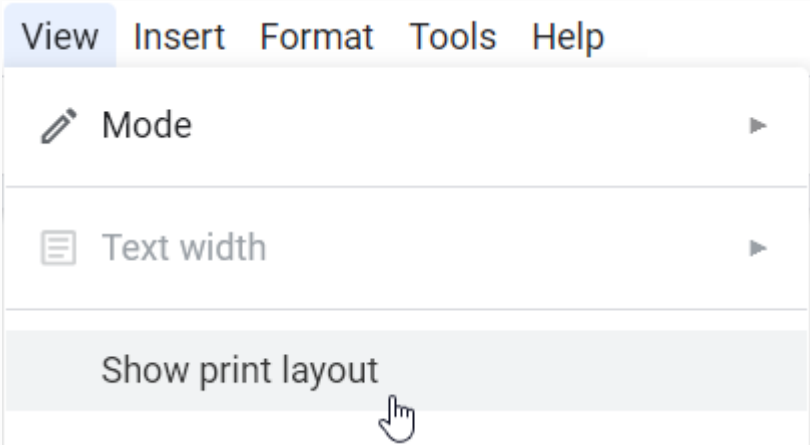 View Insert Format Tools Help
Mode
Text width
Show print layout